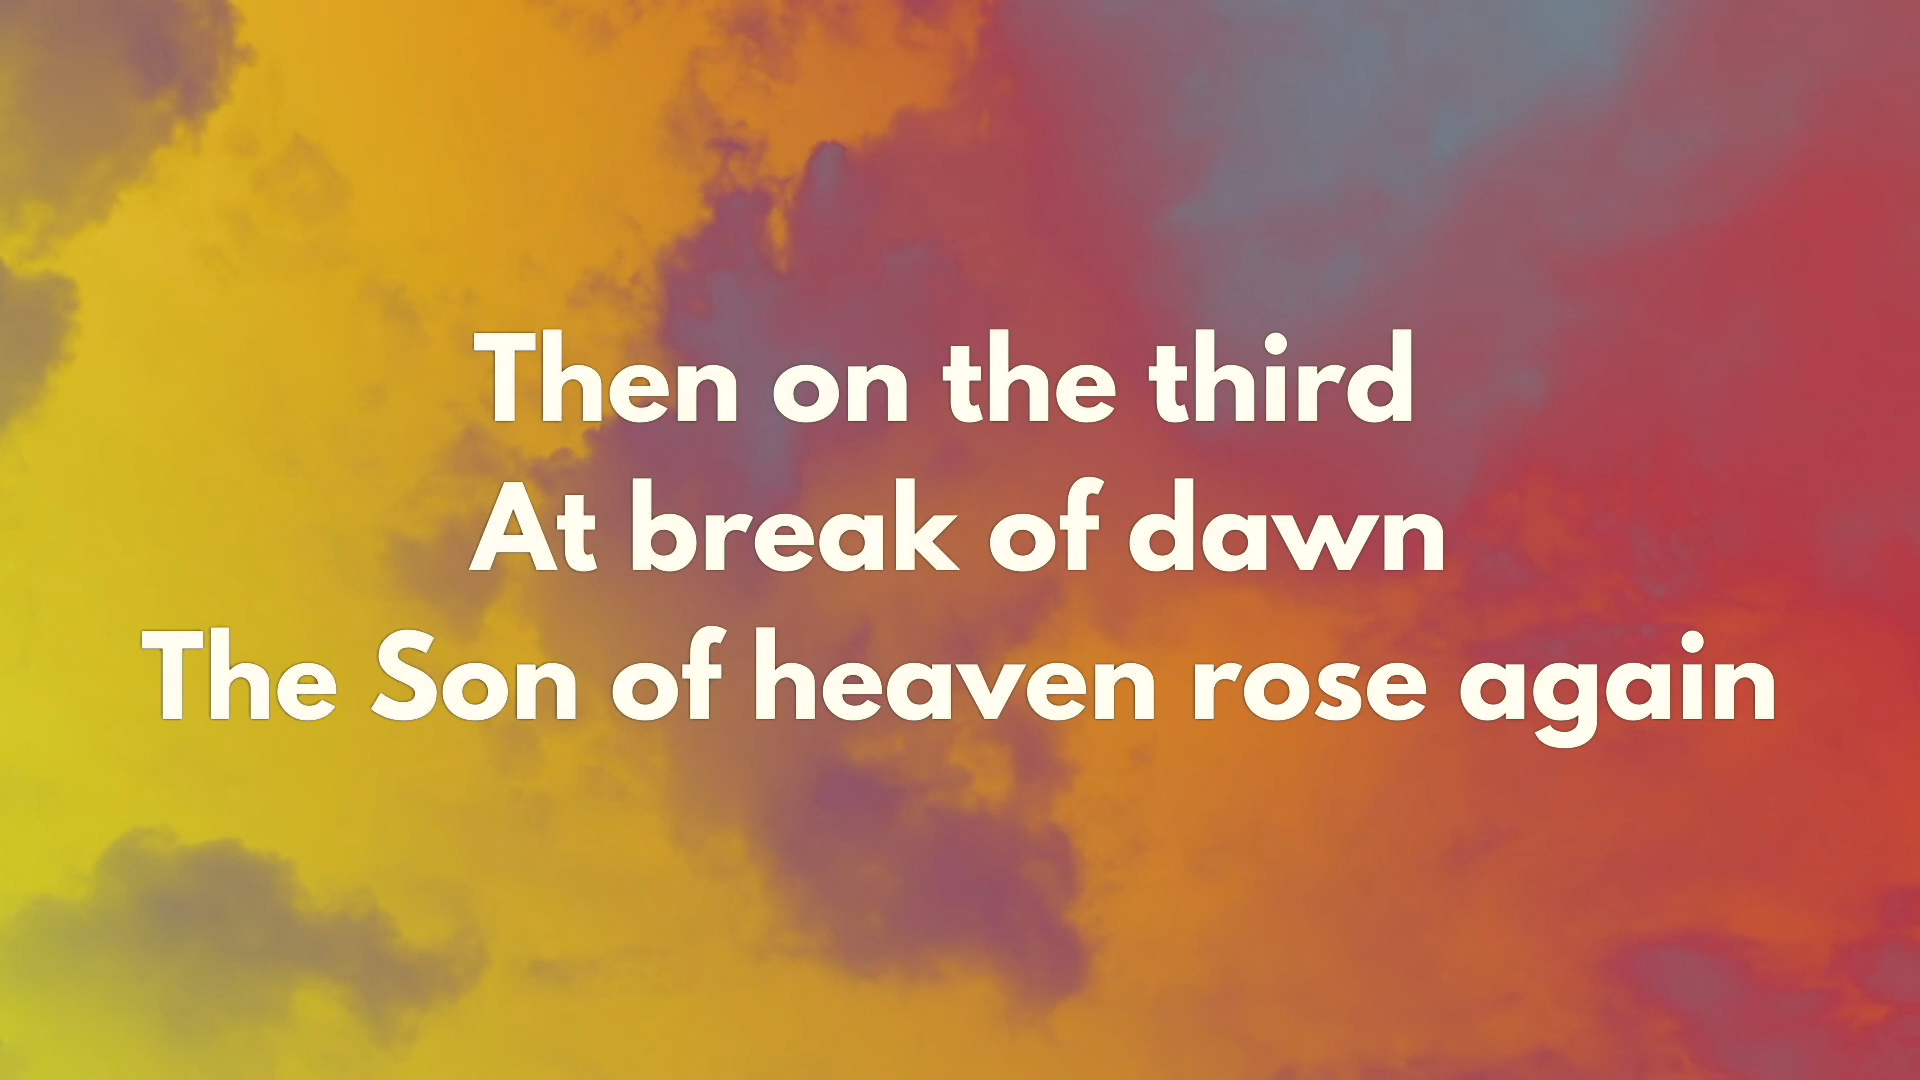 Then on the third
At break of dawn
The Son of heaven rose again